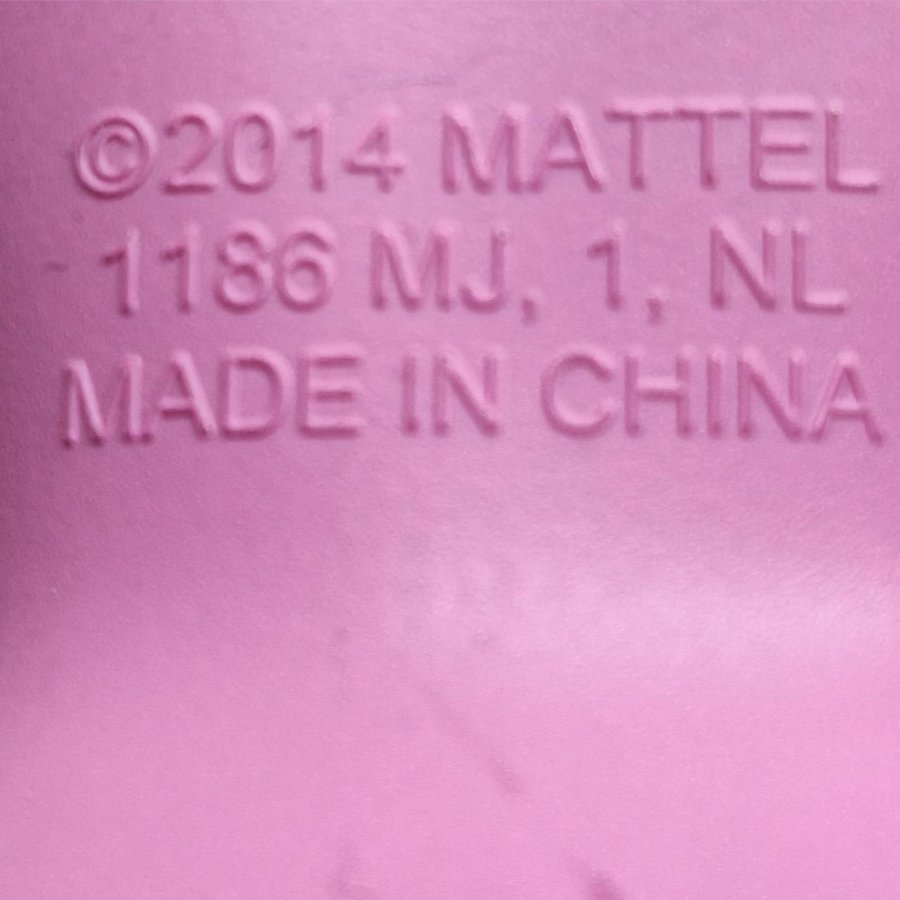 ©2014 MATTEL
1186 MJ, 1, NL
MADE IN CHINA